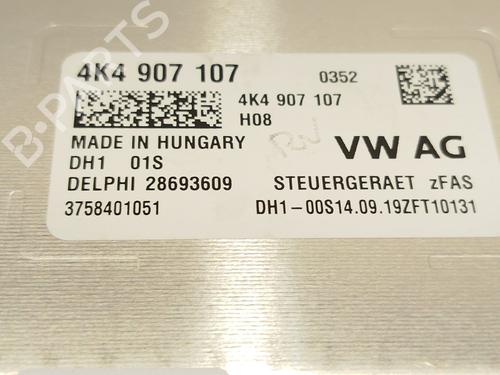 4K4 907 107
0352
4K4 907 107
H08
MADE IN HUNGARY
DH1 01S
VW AG
DELPHI 28693609
STEUERGERAET zFAS
3758401051
DH1-00S14.09.19ZFT10131
B-PARTS